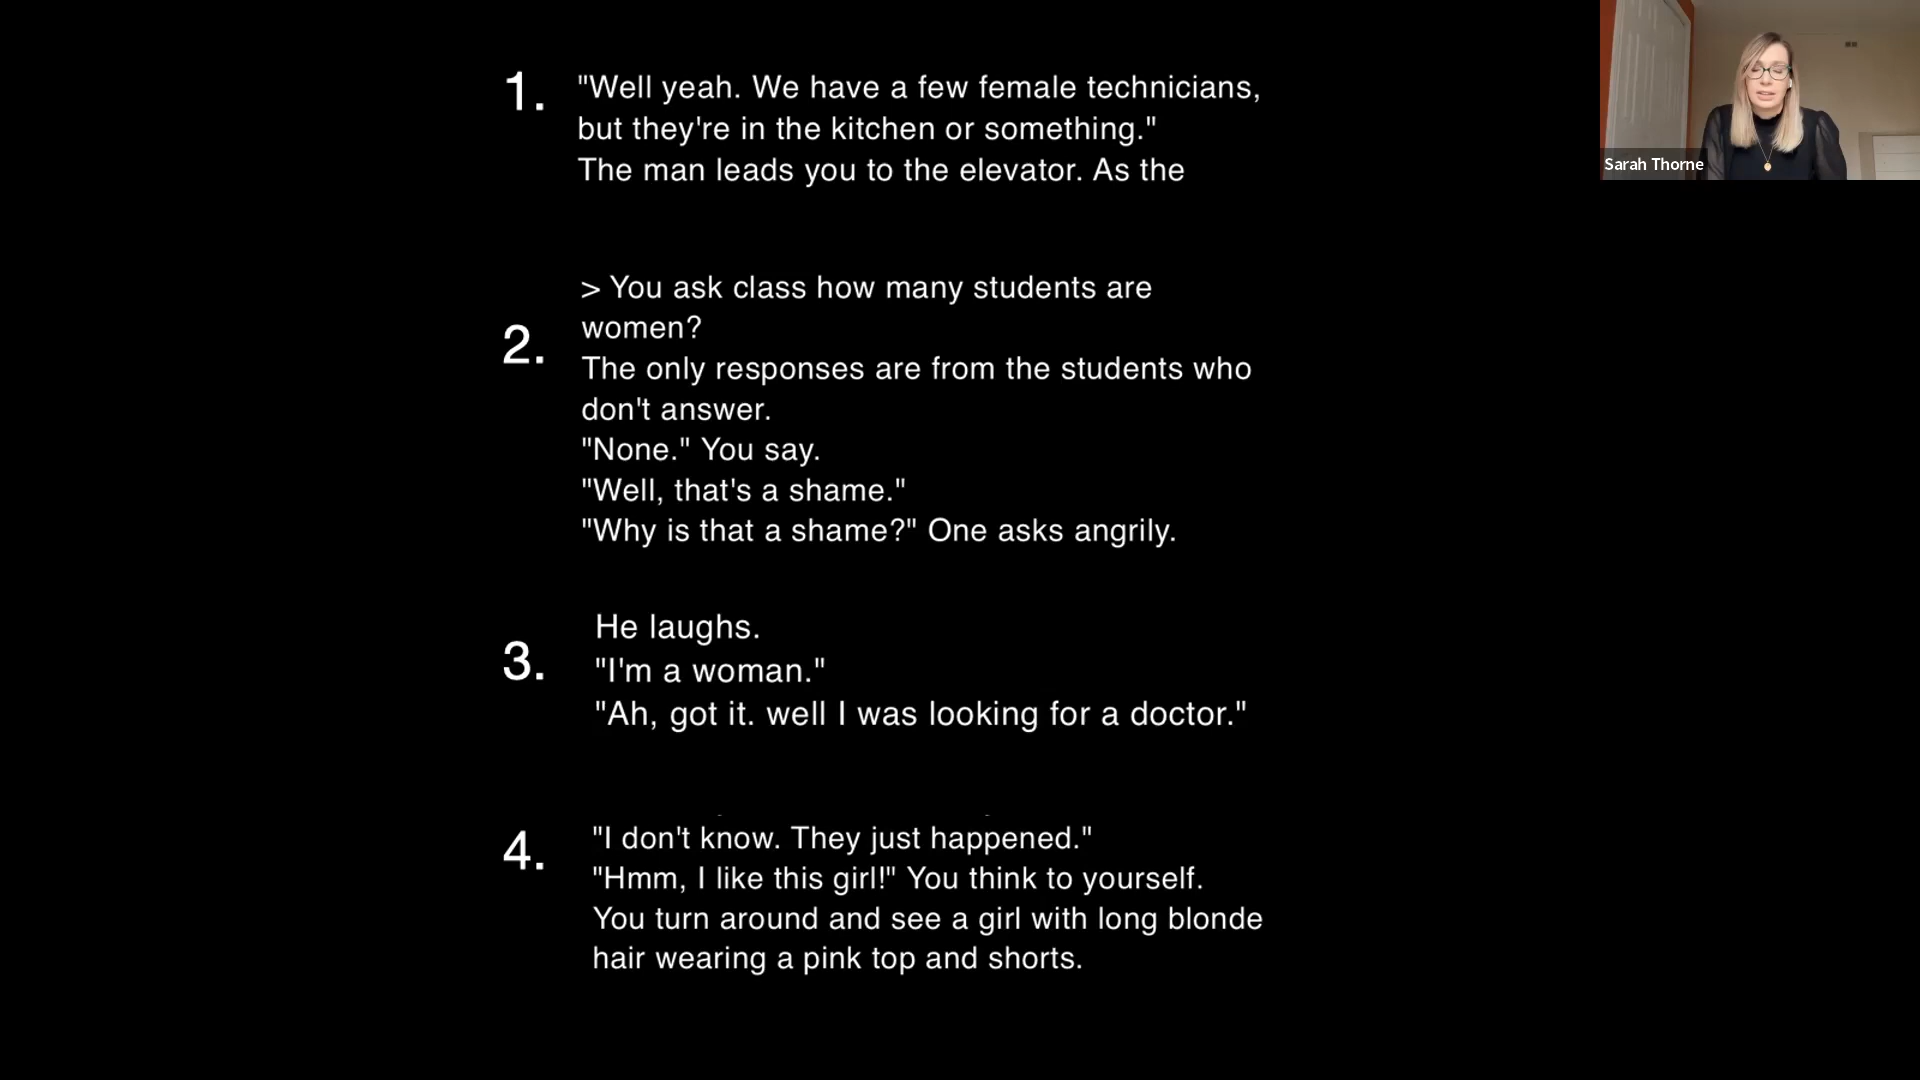 1.
"Well yeah. We have a few female technicians,
but they're in the kitchen or something."
The man leads you to the elevator. As the
Sarah Thorne
2.
> You ask class how many students are
women?
The only responses are from the students who
don't answer.
"None." You say.
"Well, that's a shame."
"Why is that a shame?" One asks angrily.
3.
He laughs.
"I'm a woman."
"Ah, got it. well I was looking for a doctor."
4.
"I don't know. They just happened."
"Hmm, I like this girl!" You think to yourself.
You turn around and see a girl with long blonde
hair wearing a pink top and shorts.